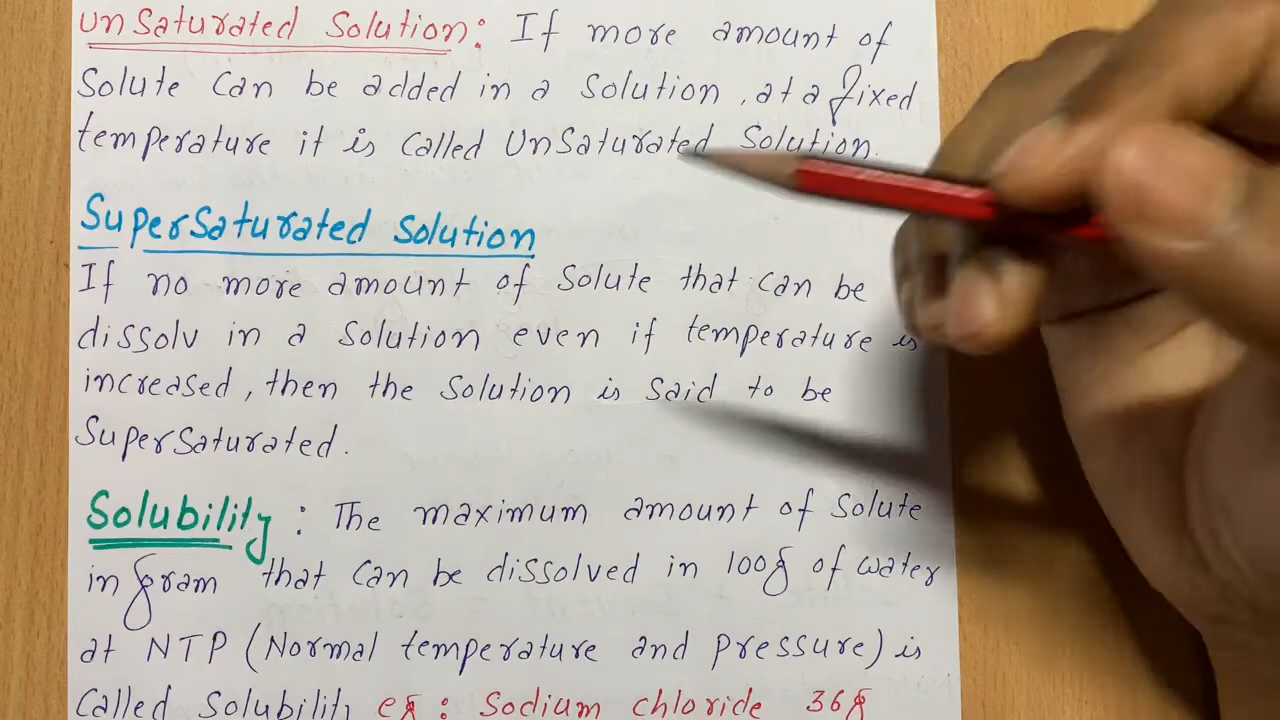 UnSaturated Solution: If more amount of
Solute can be added in a Solution, at a fixed
temperature it is called UnSaturated Solution.
SuperSaturated Solution
If no more amount of Solute that can be
dissolv in a Solution even if temperature is
increased, then the Solution is said to be
SuperSaturated.
Solubility: The maximum amount of Solute
in gram that can be dissolved in 100g of water
at NTP (Normal temperature and pressure) is
Called Solubility eg: Sodium chloride 36g